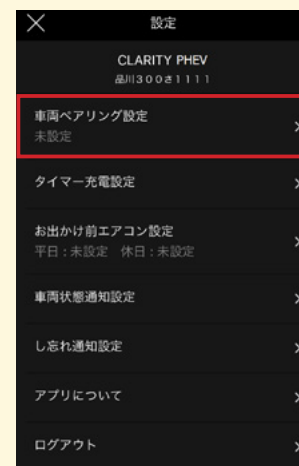 設定
CLARITY PHEV
品川300さ1111
車両ペアリング設定
未設定
タイマー充電設定
お出かけ前エアコン設定
平日：未設定　休日：未設定
車両状態通知設定
し忘れ通知設定
アプリについて
ログアウト